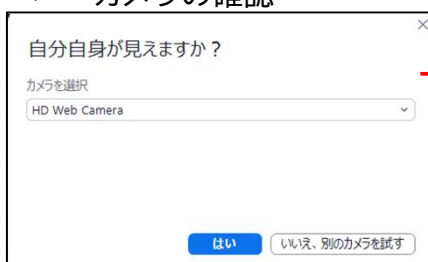 カメラの確認
自分自身が見えますか？
カメラを選択
HD Web Camera
はい
いいえ、別のカメラを試す